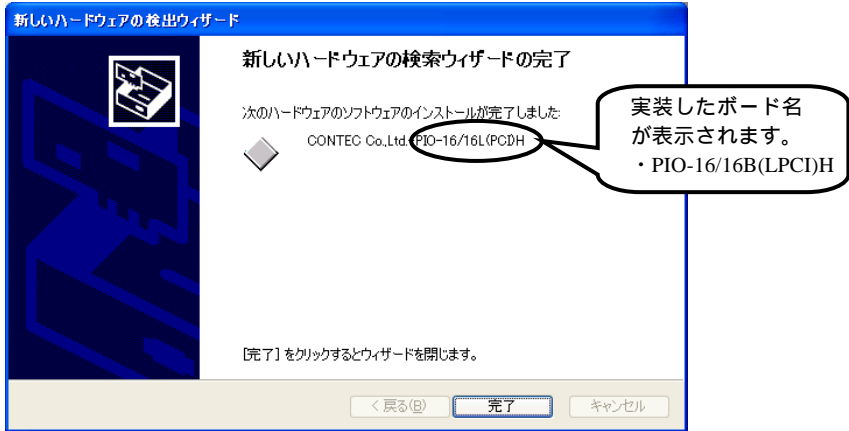 新しいハードウェアの検出ウィザード
新しいハードウェアの検索ウィザードの完了
次のハードウェアのソフトウェアのインストールが完了しました:
CONTEC Co.,Ltd. PIO-16/16L(PCI)H
実装したボード名
が表示されます。
・PIO-16/16B(LPCI)H
[完了] をクリックするとウィザードを閉じます。
< 戻る(B)
完了
キャンセル